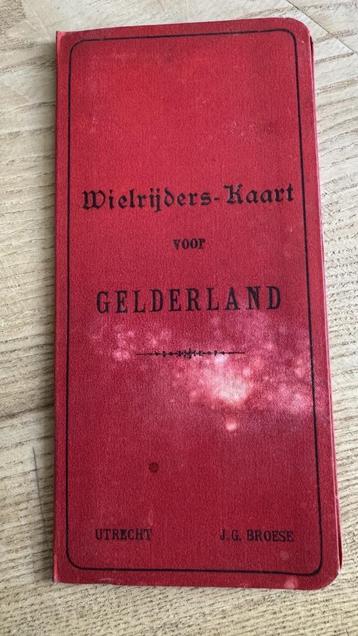 Wielrijders-Kaart
voor
GELDERLAND
UTRECHT J.G. BROESE